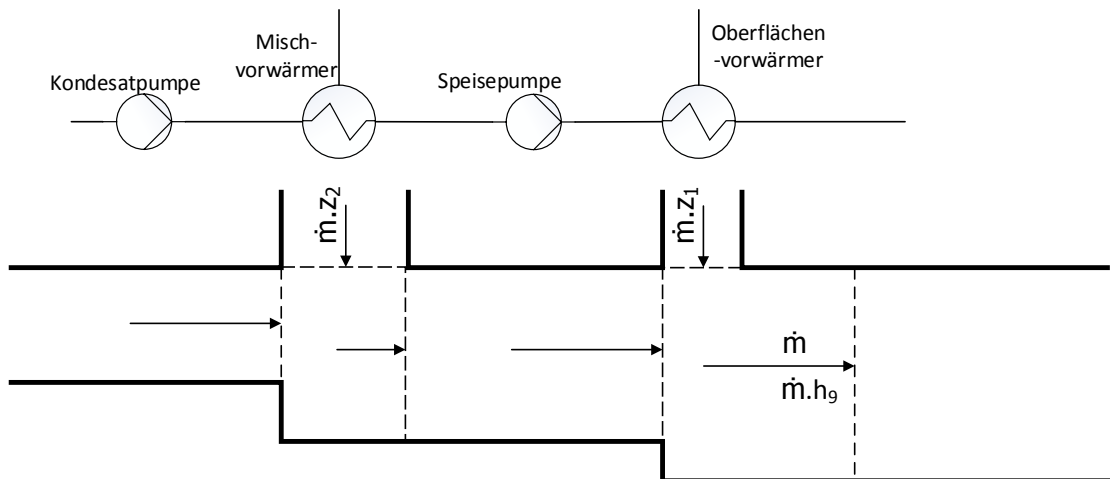 Misch-
vorwärmer
Oberflächen
-vorwärmer
Kondesatpumpe
Speisepumpe
ṁ.z₂
ṁ.z₁
ṁ
ṁ.h₉